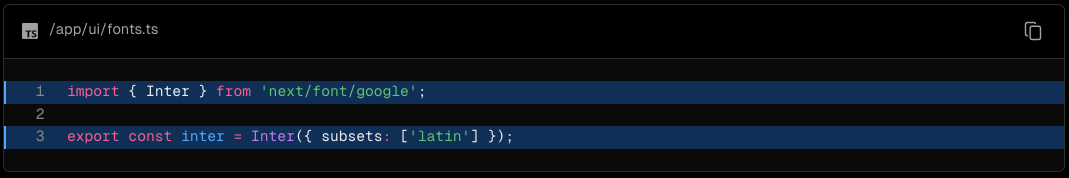 TS /app/ui/fonts.ts
1 import { Inter } from 'next/font/google';
2
3 export const inter = Inter({ subsets: ['latin'] });